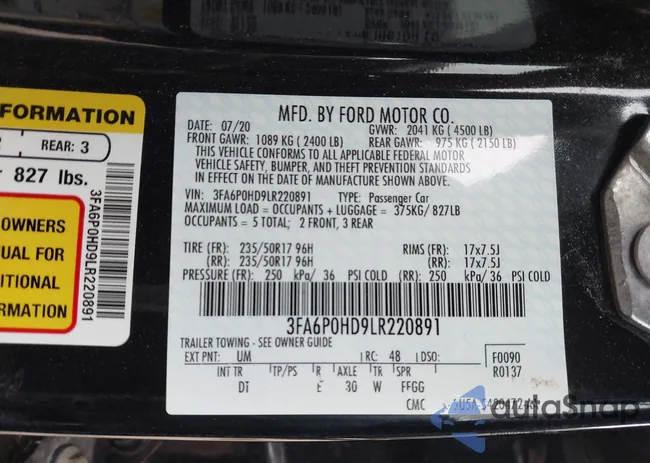 FORMATION
REAR: 3
827 lbs.
OWNERS
UAL FOR
ITIONAL
ORMATION
3FA6P0HD9LR220891
MFD. BY FORD MOTOR CO.
DATE: 07/20 GVWR: 2041 KG (4500 LB)
FRONT GAWR: 1089 KG (2400 LB) REAR GAWR: 975 KG (2150 LB)
THIS VEHICLE CONFORMS TO ALL APPLICABLE FEDERAL MOTOR
VEHICLE SAFETY, BUMPER, AND THEFT PREVENTION STANDARDS
IN EFFECT ON THE DATE OF MANUFACTURE SHOWN ABOVE.
VIN: 3FA6P0HD9LR220891 TYPE: Passenger Car
MAXIMUM LOAD = OCCUPANTS + LUGGAGE = 375KG/ 827LB
OCCUPANTS = 5 TOTAL; 2 FRONT, 3 REAR
TIRE (FR): 235/50R17 96H RIMS (FR): 17x7.5J
(RR): 235/50R17 96H (RR): 17x7.5J
PRESSURE (FR): 250 kPa/ 36 PSI COLD (RR): 250 kPa/ 36 PSI COLD
3FA6P0HD9LR220891
TRAILER TOWING - SEE OWNER GUIDE
EXT PNT: UM RC: 48 DSO: F0090
INT TR TP/PS R AXLE TR SPR R0137
DT E 30 W FFGG
CMC
autoSnap